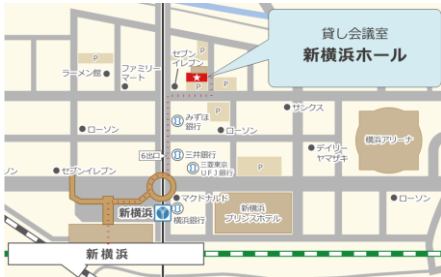 貸し会議室
新横浜ホール
P
P
P
P
セブン
イレブン
ファミリー
マート
ラーメン館
サンクス
みずほ
銀行
ローソン
ローソン
横浜アリーナ
デイリー
ヤマザキ
6出口
三井銀行
三菱東京
UFJ銀行
P
セブンイレブン
ソン
マクドナルド
ローソン
新横浜
横浜銀行
新横浜
プリンスホテル
新横浜